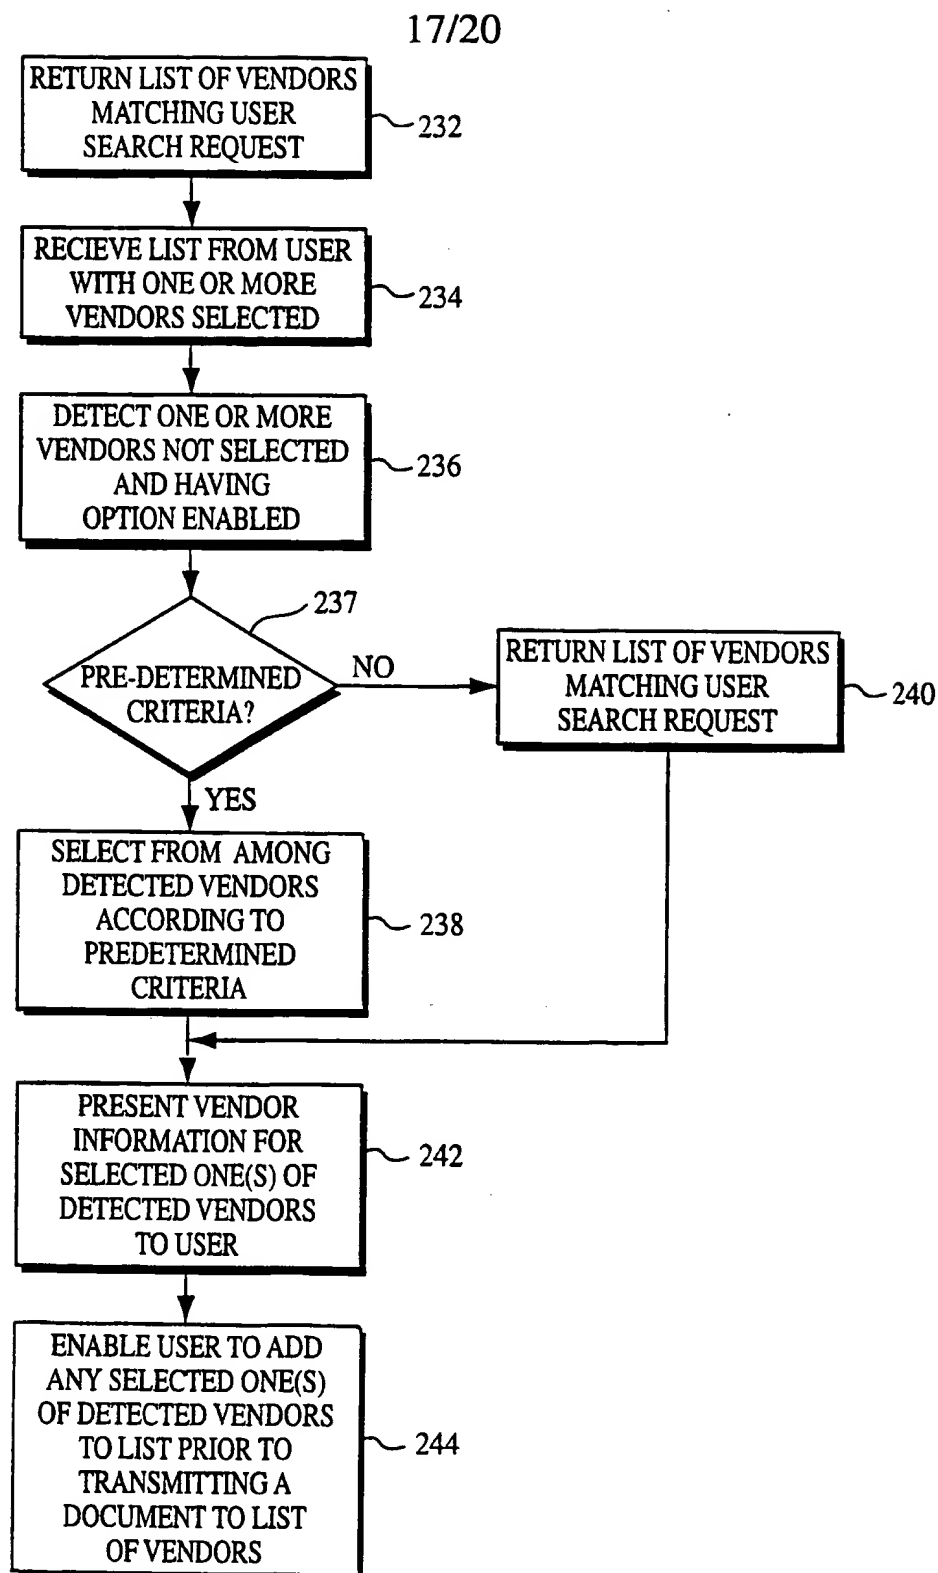 17/20
RETURN LIST OF VENDORS
MATCHING USER
SEARCH REQUEST
232
RECIEVE LIST FROM USER
WITH ONE OR MORE
VENDORS SELECTED
234
DETECT ONE OR MORE
VENDORS NOT SELECTED
AND HAVING
OPTION ENABLED
236
237
PRE-DETERMINED
CRITERIA?
NO
RETURN LIST OF VENDORS
MATCHING USER
SEARCH REQUEST
240
YES
SELECT FROM AMONG
DETECTED VENDORS
ACCORDING TO
PREDETERMINED
CRITERIA
238
PRESENT VENDOR
INFORMATION FOR
SELECTED ONE(S) OF
DETECTED VENDORS
TO USER
242
ENABLE USER TO ADD
ANY SELECTED ONE(S)
OF DETECTED VENDORS
TO LIST PRIOR TO
TRANSMITTING A
DOCUMENT TO LIST
OF VENDORS
244